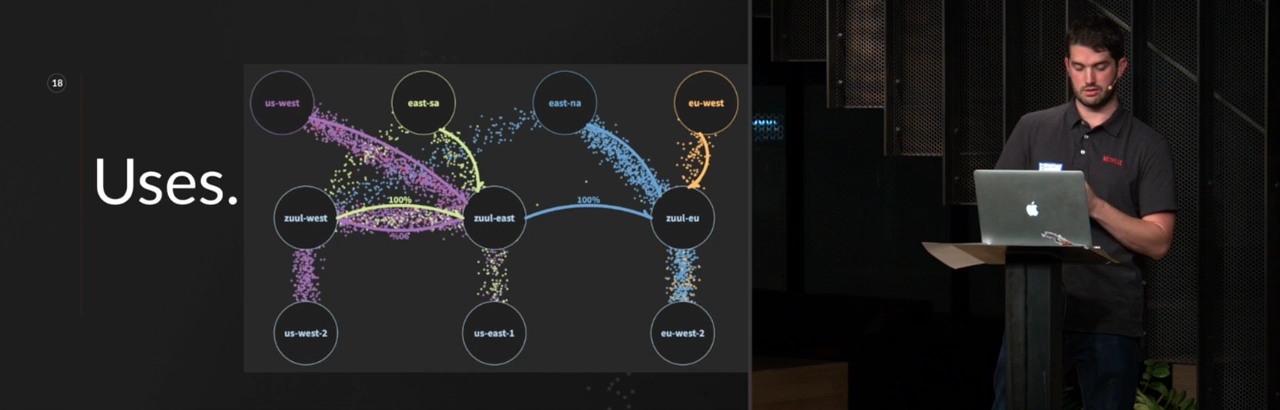 18
Uses.
us-west
east-sa
east-na
eu-west
zuul-west
100%
zuul-east
100%
zuul-eu
us-west-2
us-east-1
eu-west-2
NETFLIX